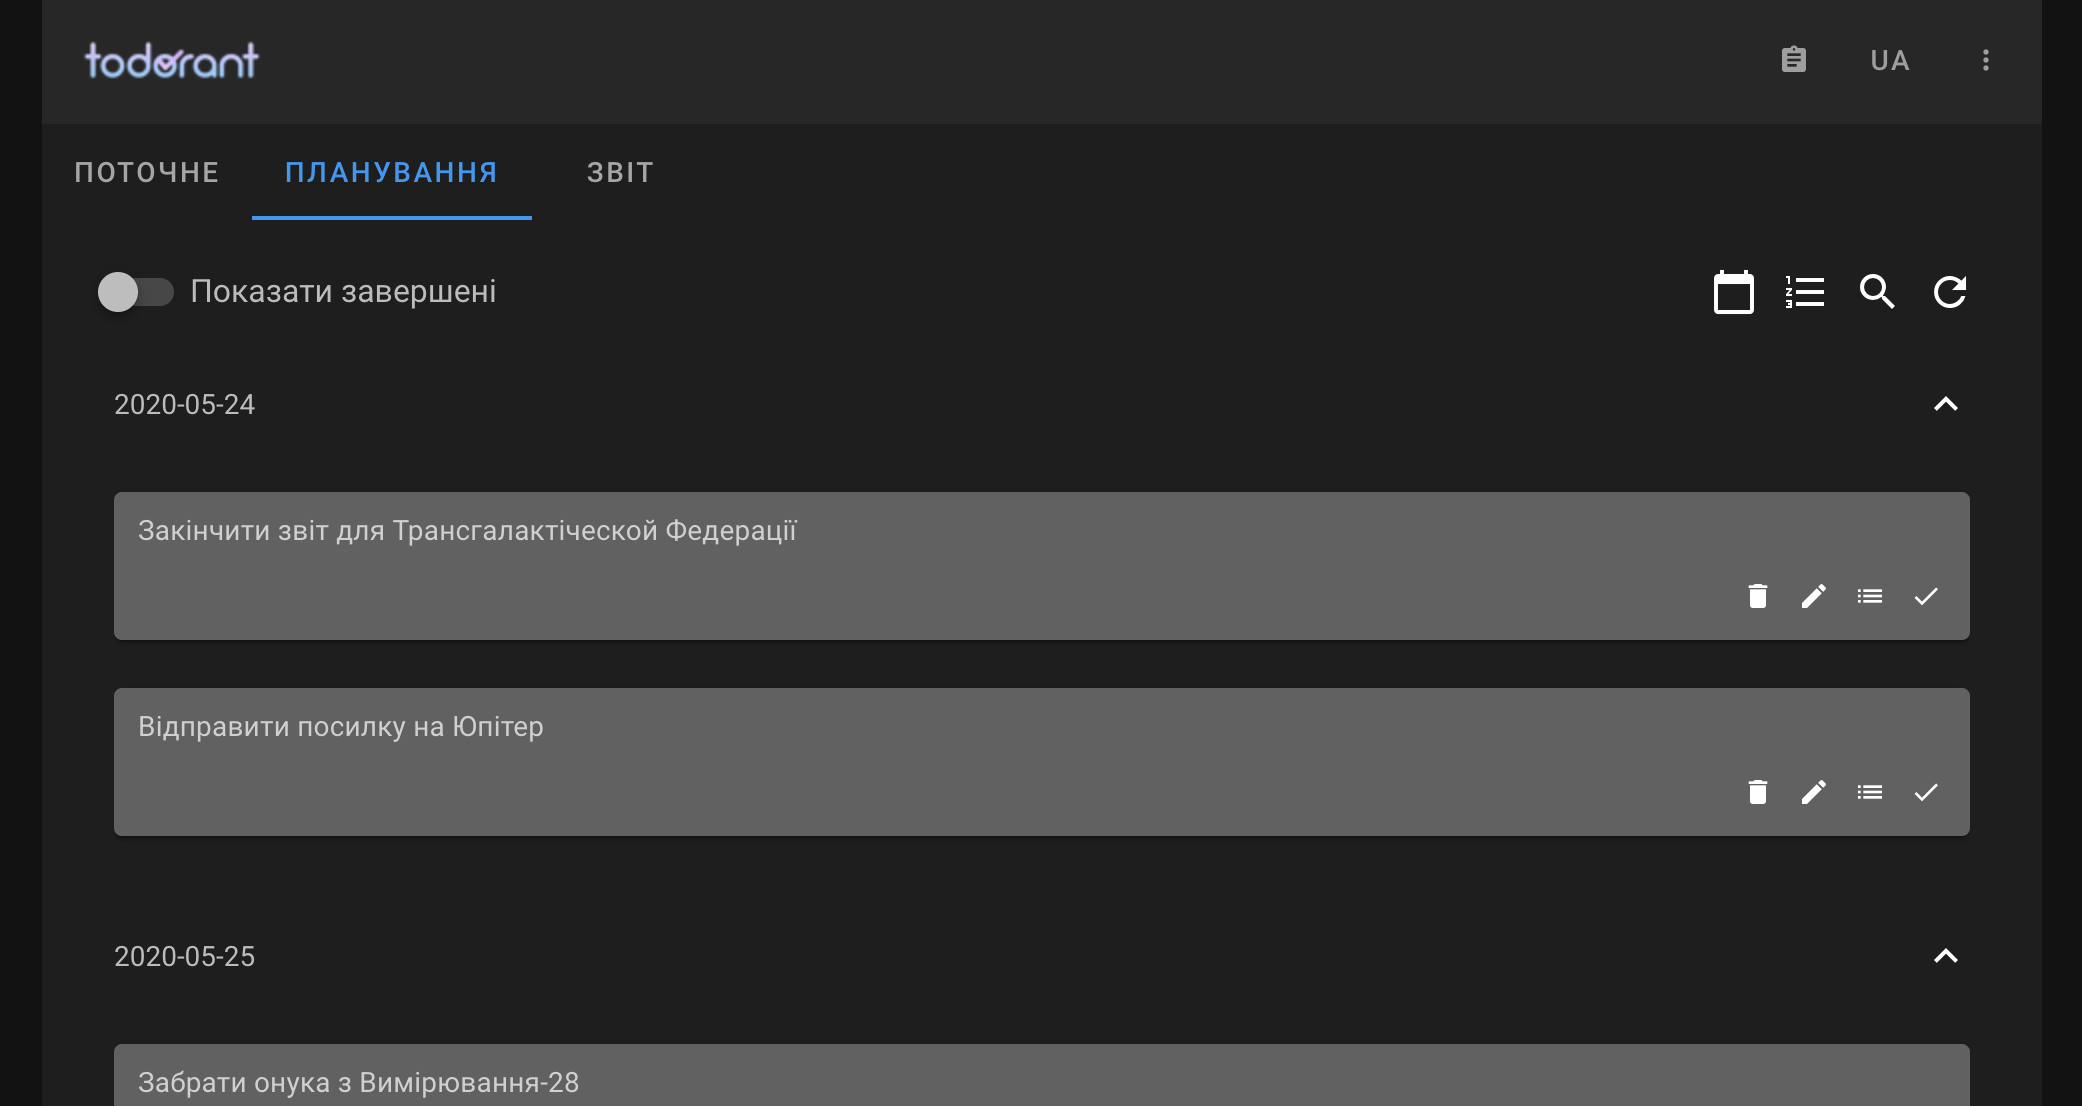 todorant
UA
ПОТОЧНЕ
ПЛАНУВАННЯ
ЗВІТ
Показати завершені
2020-05-24
Закінчити звіт для Трансгалактіческой Федерації
Відправити посилку на Юпітер
2020-05-25
Забрати онука з Вимірювання-28